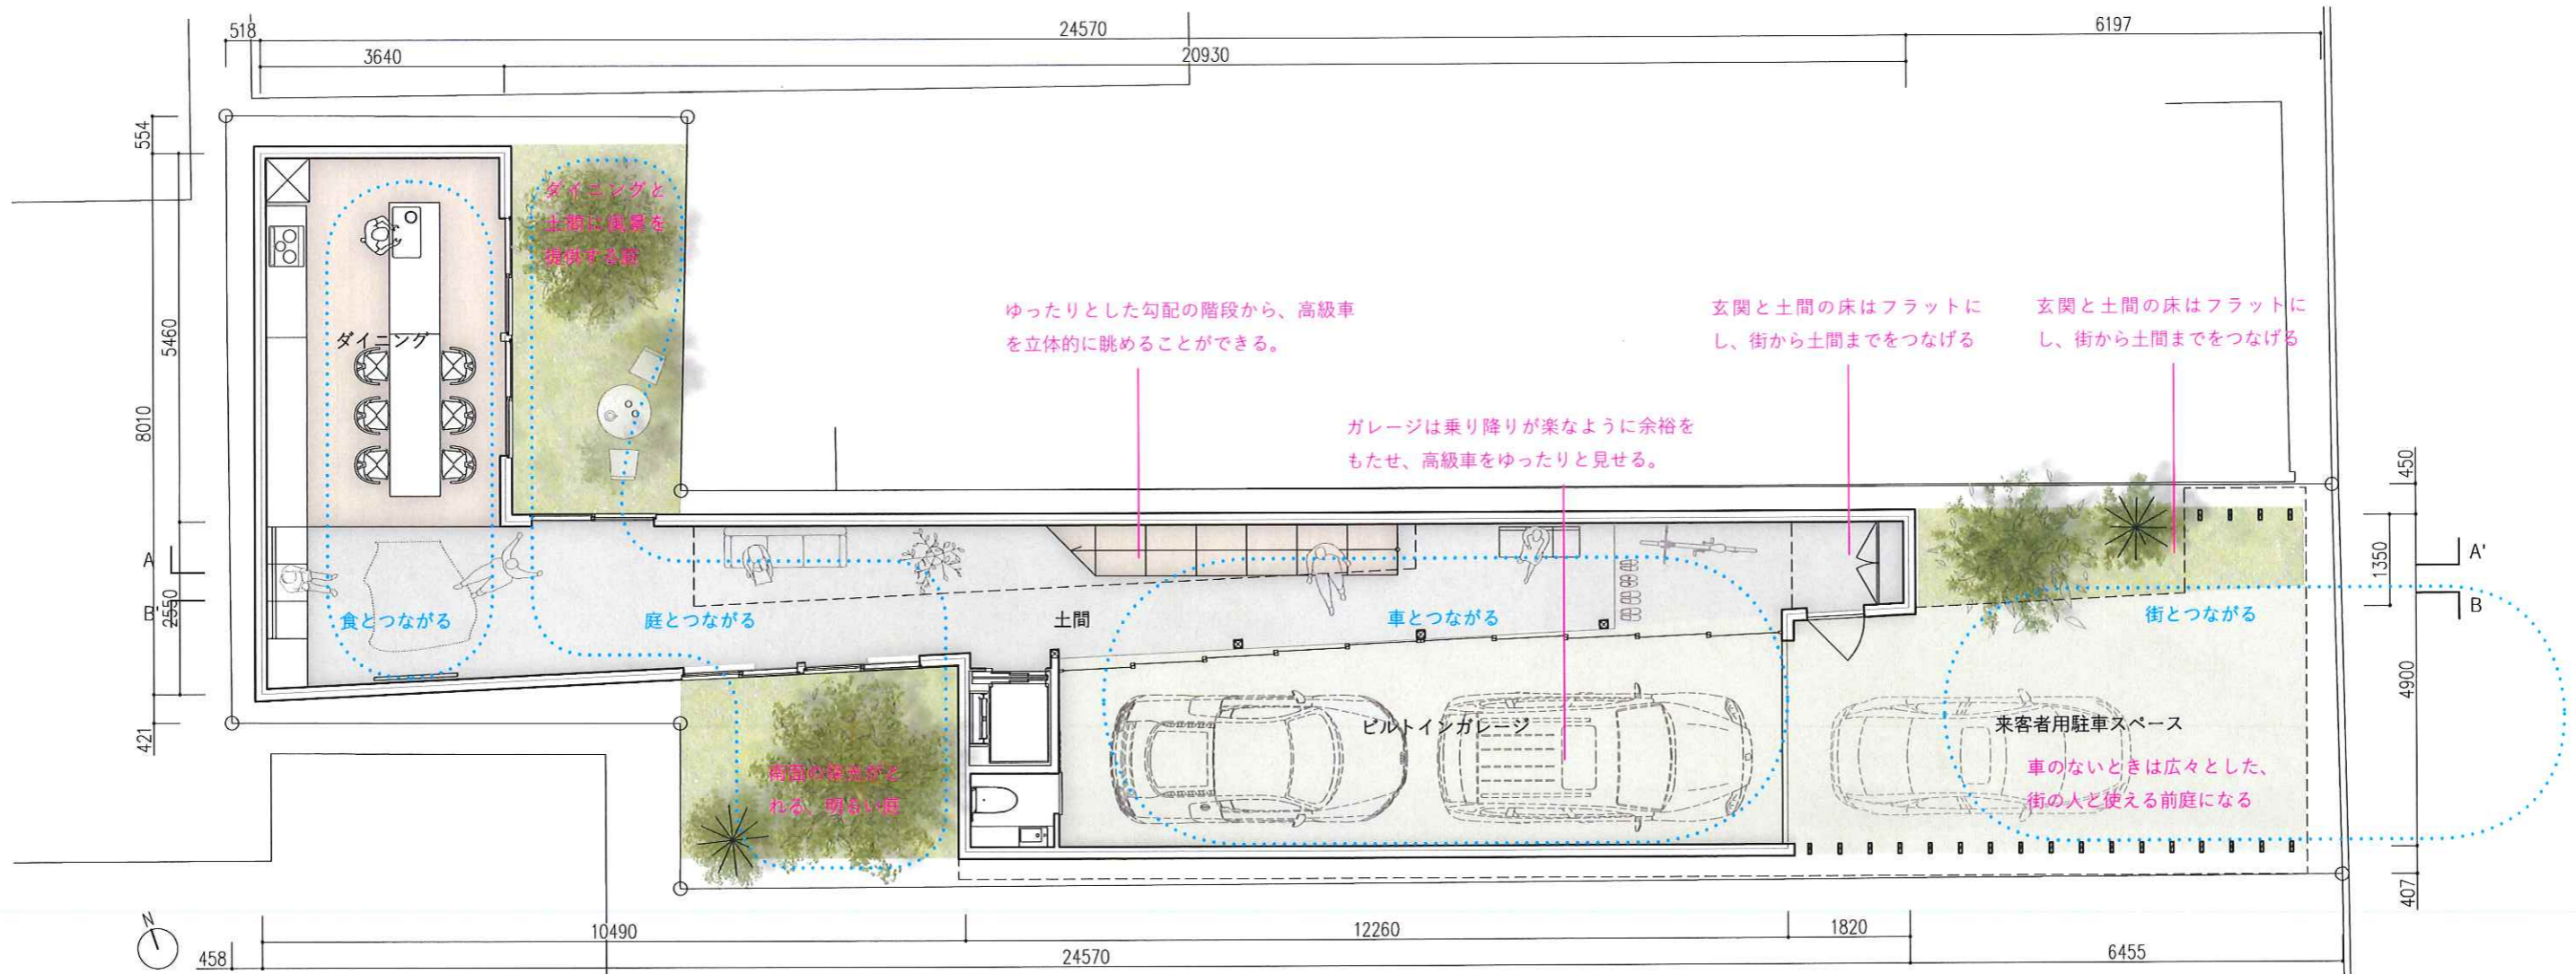 518
24570
6197
3640
20930
554
ダイニングと
土間に風景を
提供する庭
5460
8010
ダイニング
ゆったりとした勾配の階段から、高級車
を立体的に眺めることができる。
玄関と土間の床はフラットに
し、街から土間までをつなげる
玄関と土間の床はフラットに
し、街から土間までをつなげる
ガレージは乗り降りが楽なように余裕を
もたせ、高級車をゆったりと見せる。
450
A
A'
1350
B'
B
2550
食とつながる
庭とつながる
土間
車とつながる
街とつながる
4900
ビルトインガレージ
来客者用駐車スペース
421
南面の採光がと
れる、明るい庭
車のないときは広々とした、
街の人と使える前庭になる
407
N
10490
12260
1820
458
24570
6455